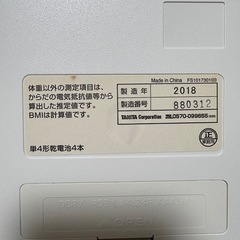 Made in China FS10173010B
体重以外の測定項目は、
からだの電気抵抗値等から
算出した推定値です。
BMIは計算値です。
製造年 2018
製造番号 880312
TANITA Corporation
単4形乾電池4本
OPEN